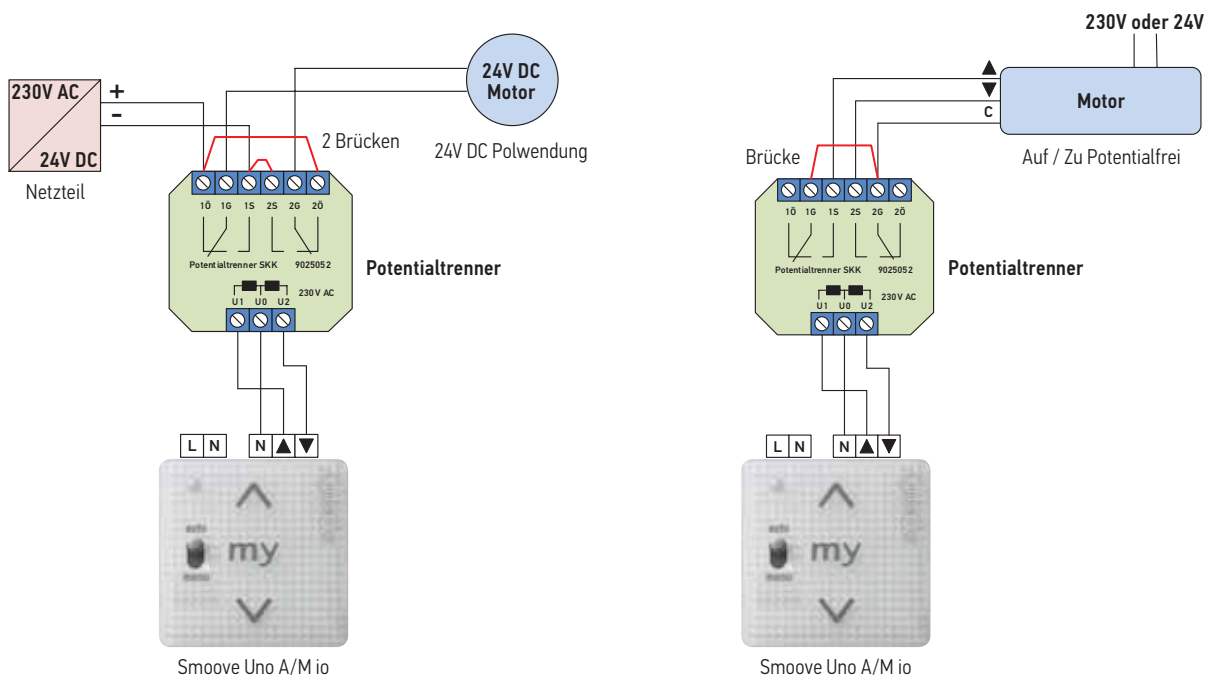 230V AC
24V DC
+
-
Netzteil
24V DC
Motor
24V DC Polwendung
2 Brücken
1Ö 1G 1S 2S 2G 2Ö
Potentialtrenner SKK 9025052
230V AC
U1 U0 U2
Potentialtrenner
L N N ▲ ▼
my
Smoove Uno A/M io
230V oder 24V
▲
▼
C
Motor
Auf / Zu Potentialfrei
Brücke
1Ö 1G 1S 2S 2G 2Ö
Potentialtrenner SKK 9025052
230V AC
U1 U0 U2
Potentialtrenner
L N N ▲ ▼
my
Smoove Uno A/M io